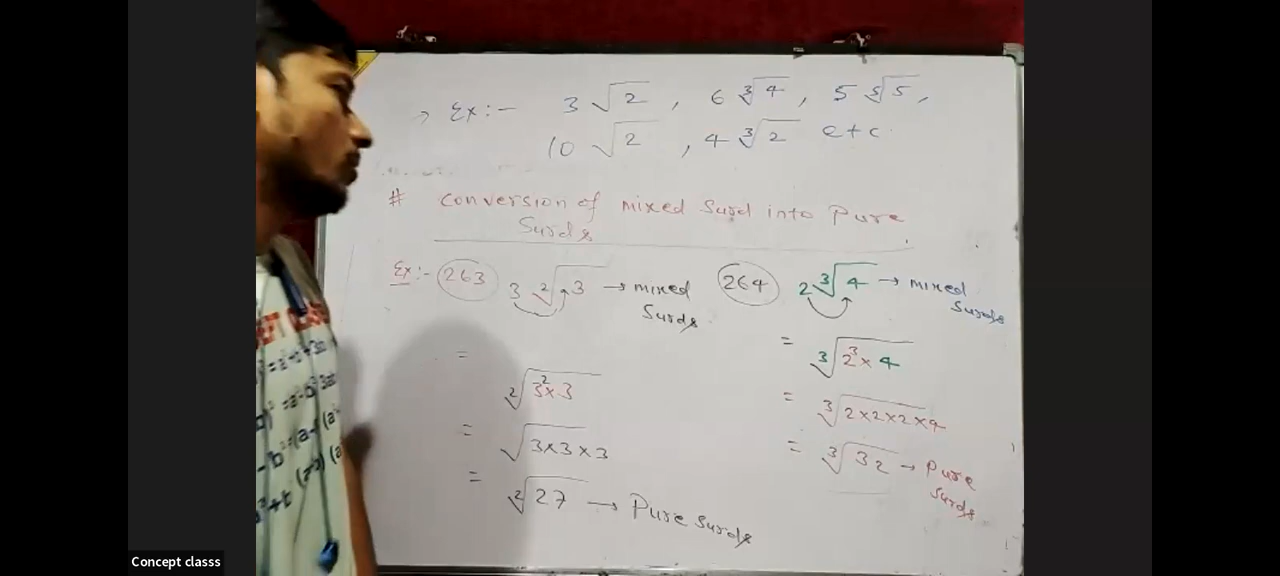 → Ex:- 3 √2 , 6 ∛4 , 5 ⁵√5 ,
10 √2 , 4 ∛2 etc.
# Conversion of mixed Surd into Pure
Surds
Ex:- 263 3 ²√3 → mixed
Surds
= ²√3²×3
= √3×3×3
= ²√27 → Pure Surds
264 2 ∛4 → mixed
Surds
= ∛2³×4
= ∛2×2×2×4
= ∛32 → Pure
Surds
Concept classs